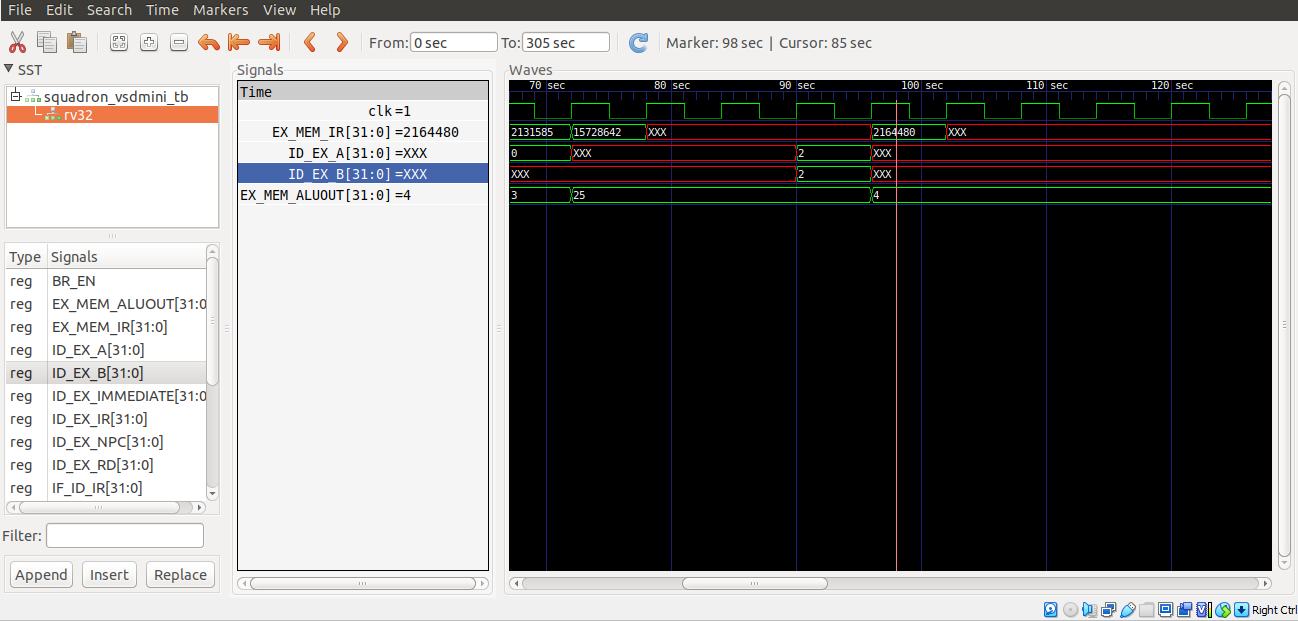 File Edit Search Time Markers View Help
From: 0 sec To: 305 sec Marker: 98 sec | Cursor: 85 sec
SST
squadron_vsdmini_tb
rv32
Type Signals
reg BR_EN
reg EX_MEM_ALUOUT[31:0
reg EX_MEM_IR[31:0]
reg ID_EX_A[31:0]
reg ID_EX_B[31:0]
reg ID_EX_IMMEDIATE[31:0
reg ID_EX_IR[31:0]
reg ID_EX_NPC[31:0]
reg ID_EX_RD[31:0]
reg IF_ID_IR[31:0]
Filter:
Append Insert Replace
Signals
Time
clk =1
EX_MEM_IR[31:0] =2164480
ID_EX_A[31:0] =XXX
ID_EX_B[31:0] =XXX
EX_MEM_ALUOUT[31:0] =4
Waves
70 sec 80 sec 90 sec 100 sec 110 sec 120 sec
2131585 15728642 XXX 2164480 XXX
0 XXX 2 XXX
XXX 2 XXX
3 25 4
Right Ctrl